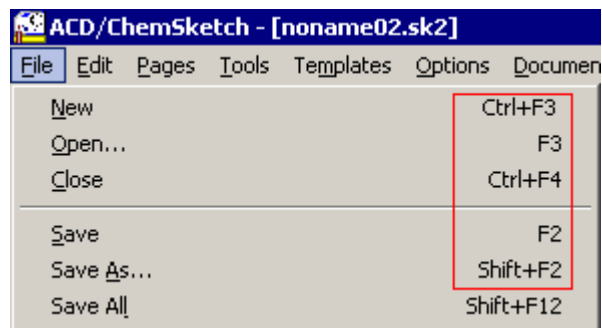 ACD/ChemSketch - [noname02.sk2]
File Edit Pages Tools Templates Options Documen
New Ctrl+F3
Open... F3
Close Ctrl+F4
Save F2
Save As... Shift+F2
Save All Shift+F12